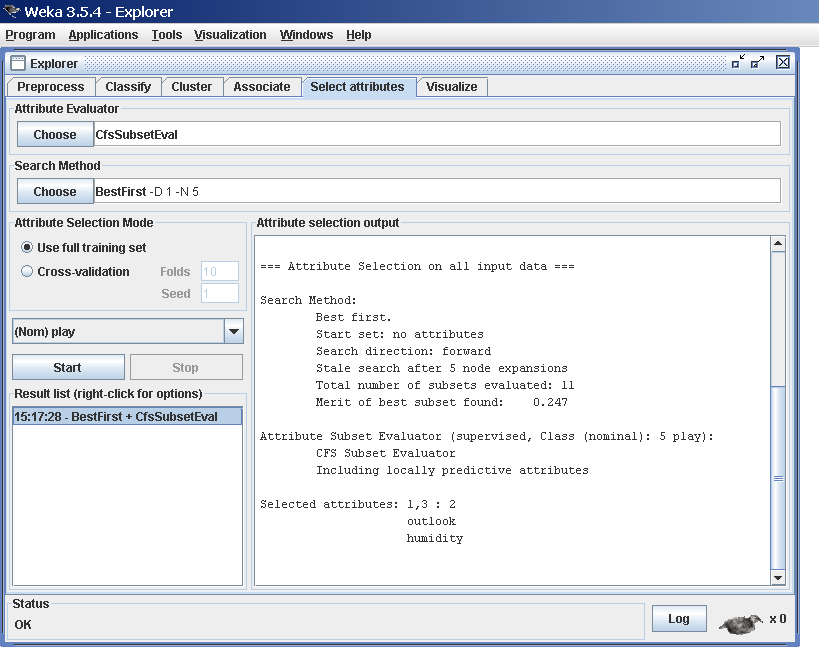 Weka 3.5.4 - Explorer
Program Applications Tools Visualization Windows Help
Explorer
Preprocess Classify Cluster Associate Select attributes Visualize
Attribute Evaluator
Choose CfsSubsetEval
Search Method
Choose BestFirst -D 1 -N 5
Attribute Selection Mode
Use full training set
Cross-validation Folds 10
Seed 1
(Nom) play
Start Stop
Result list (right-click for options)
15:17:28 - BestFirst + CfsSubsetEval
Attribute selection output
=== Attribute Selection on all input data ===
Search Method:
Best first.
Start set: no attributes
Search direction: forward
Stale search after 5 node expansions
Total number of subsets evaluated: 11
Merit of best subset found: 0.247
Attribute Subset Evaluator (supervised, Class (nominal): 5 play):
CFS Subset Evaluator
Including locally predictive attributes
Selected attributes: 1,3 : 2
outlook
humidity
Status
OK
Log x 0